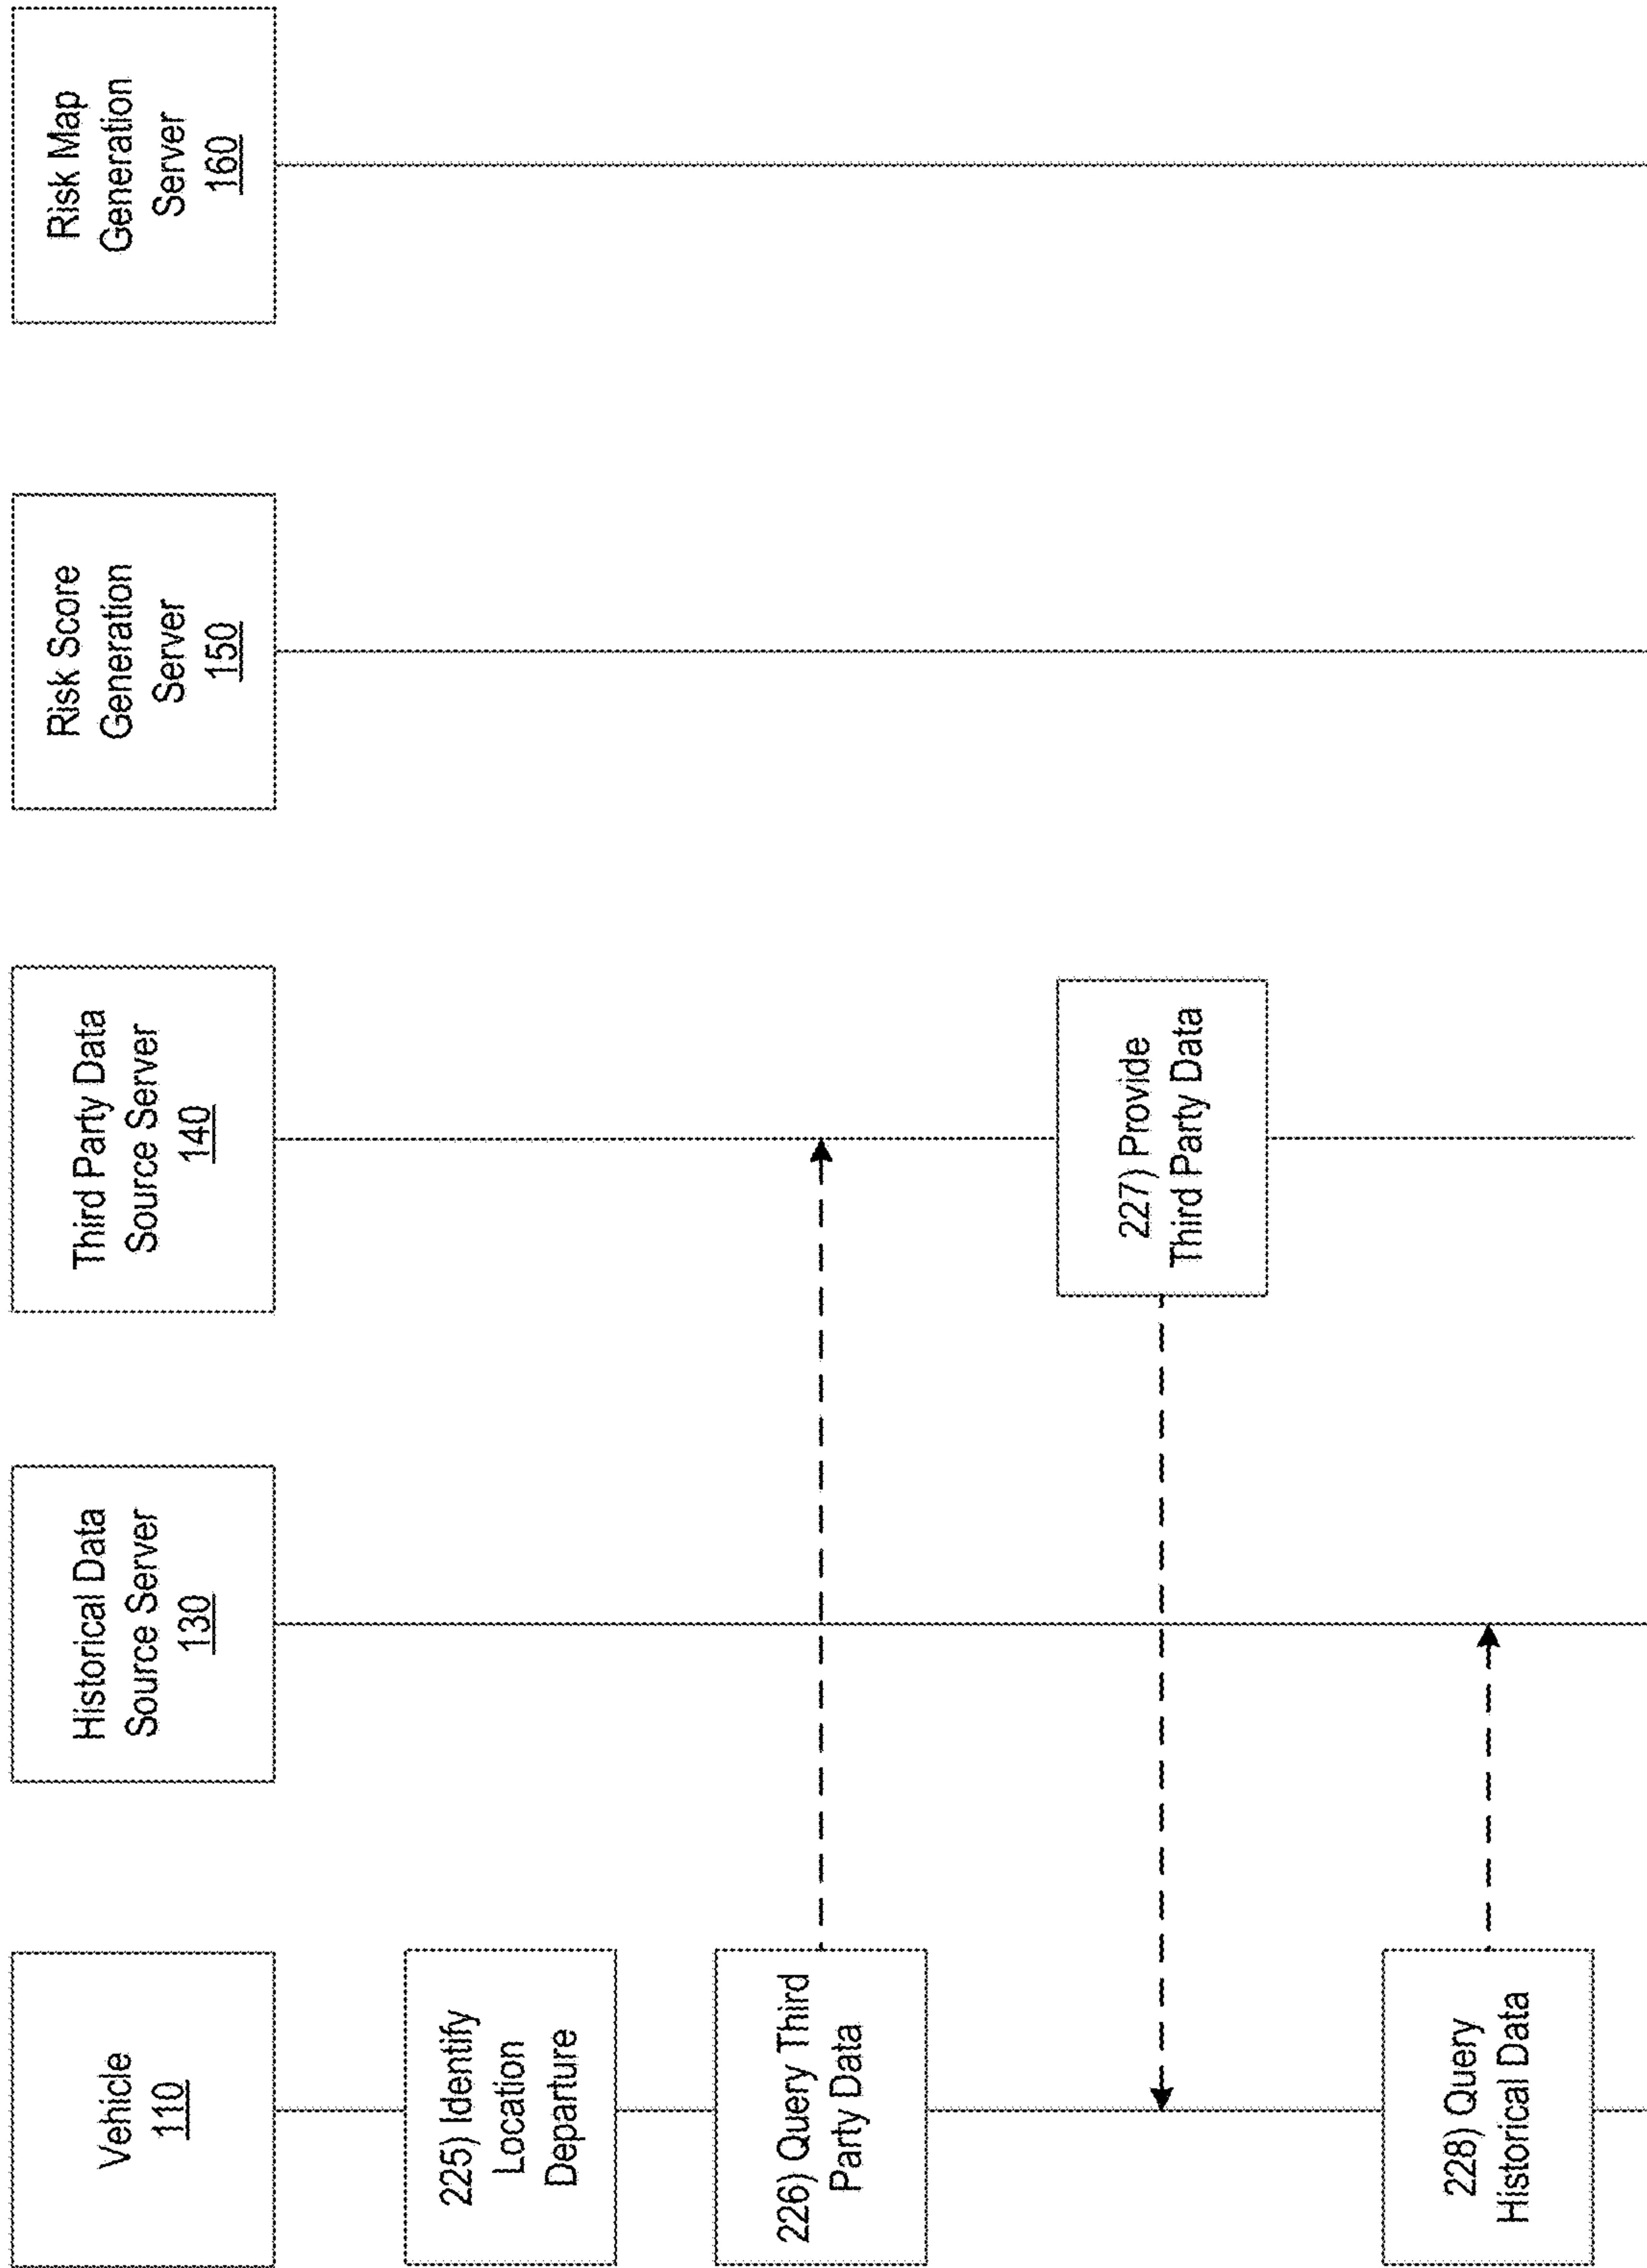 Vehicle
110
Historical Data
Source Server
130
Third Party Data
Source Server
140
Risk Score
Generation
Server
150
Risk Map
Generation
Server
160
225) Identify
Location
Departure
226) Query Third
Party Data
227) Provide
Third Party Data
228) Query
Historical Data